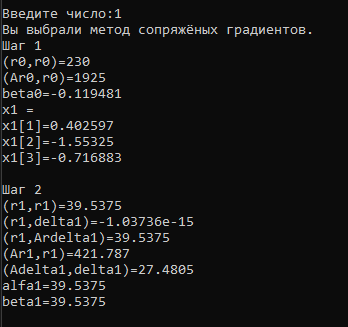 Введите число:1
Вы выбрали метод сопряжёных градиентов.
Шаг 1
(r0,r0)=230
(Ar0,r0)=1925
beta0=-0.119481
x1 =
x1[1]=0.402597
x1[2]=-1.55325
x1[3]=-0.716883
Шаг 2
(r1,r1)=39.5375
(r1,delta1)=-1.03736e-15
(r1,Ardelta1)=39.5375
(Ar1,r1)=421.787
(Adelta1,delta1)=27.4805
alfa1=39.5375
beta1=39.5375